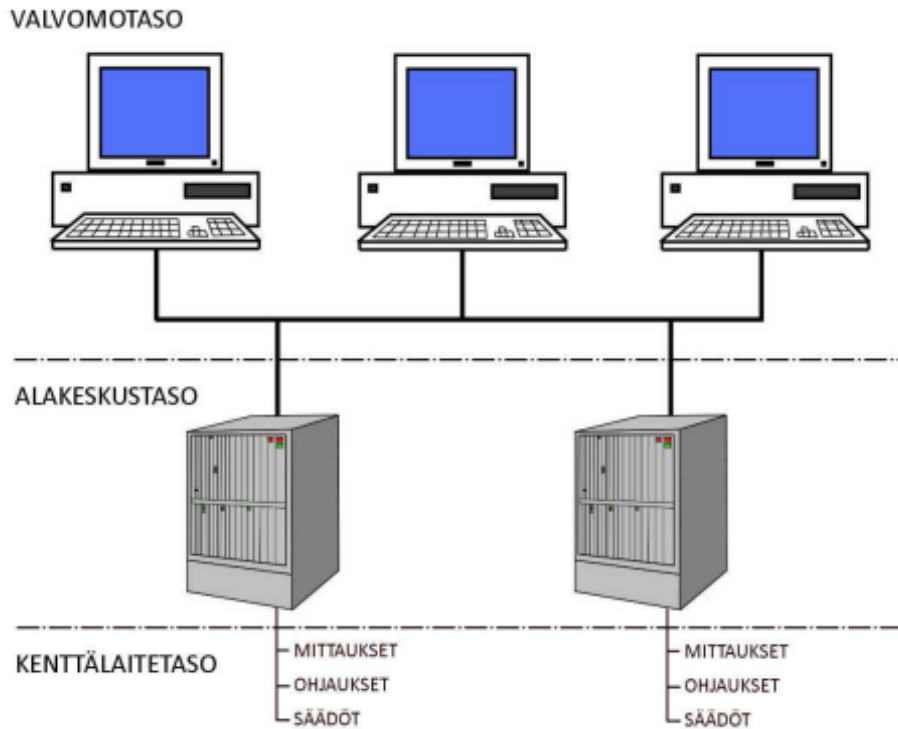 VALVOMOTASO
ALAKESKUSTASO
KENTTÄLAITETASO
MITTAUKSET
OHJAUKSET
SÄÄDÖT
MITTAUKSET
OHJAUKSET
SÄÄDÖT